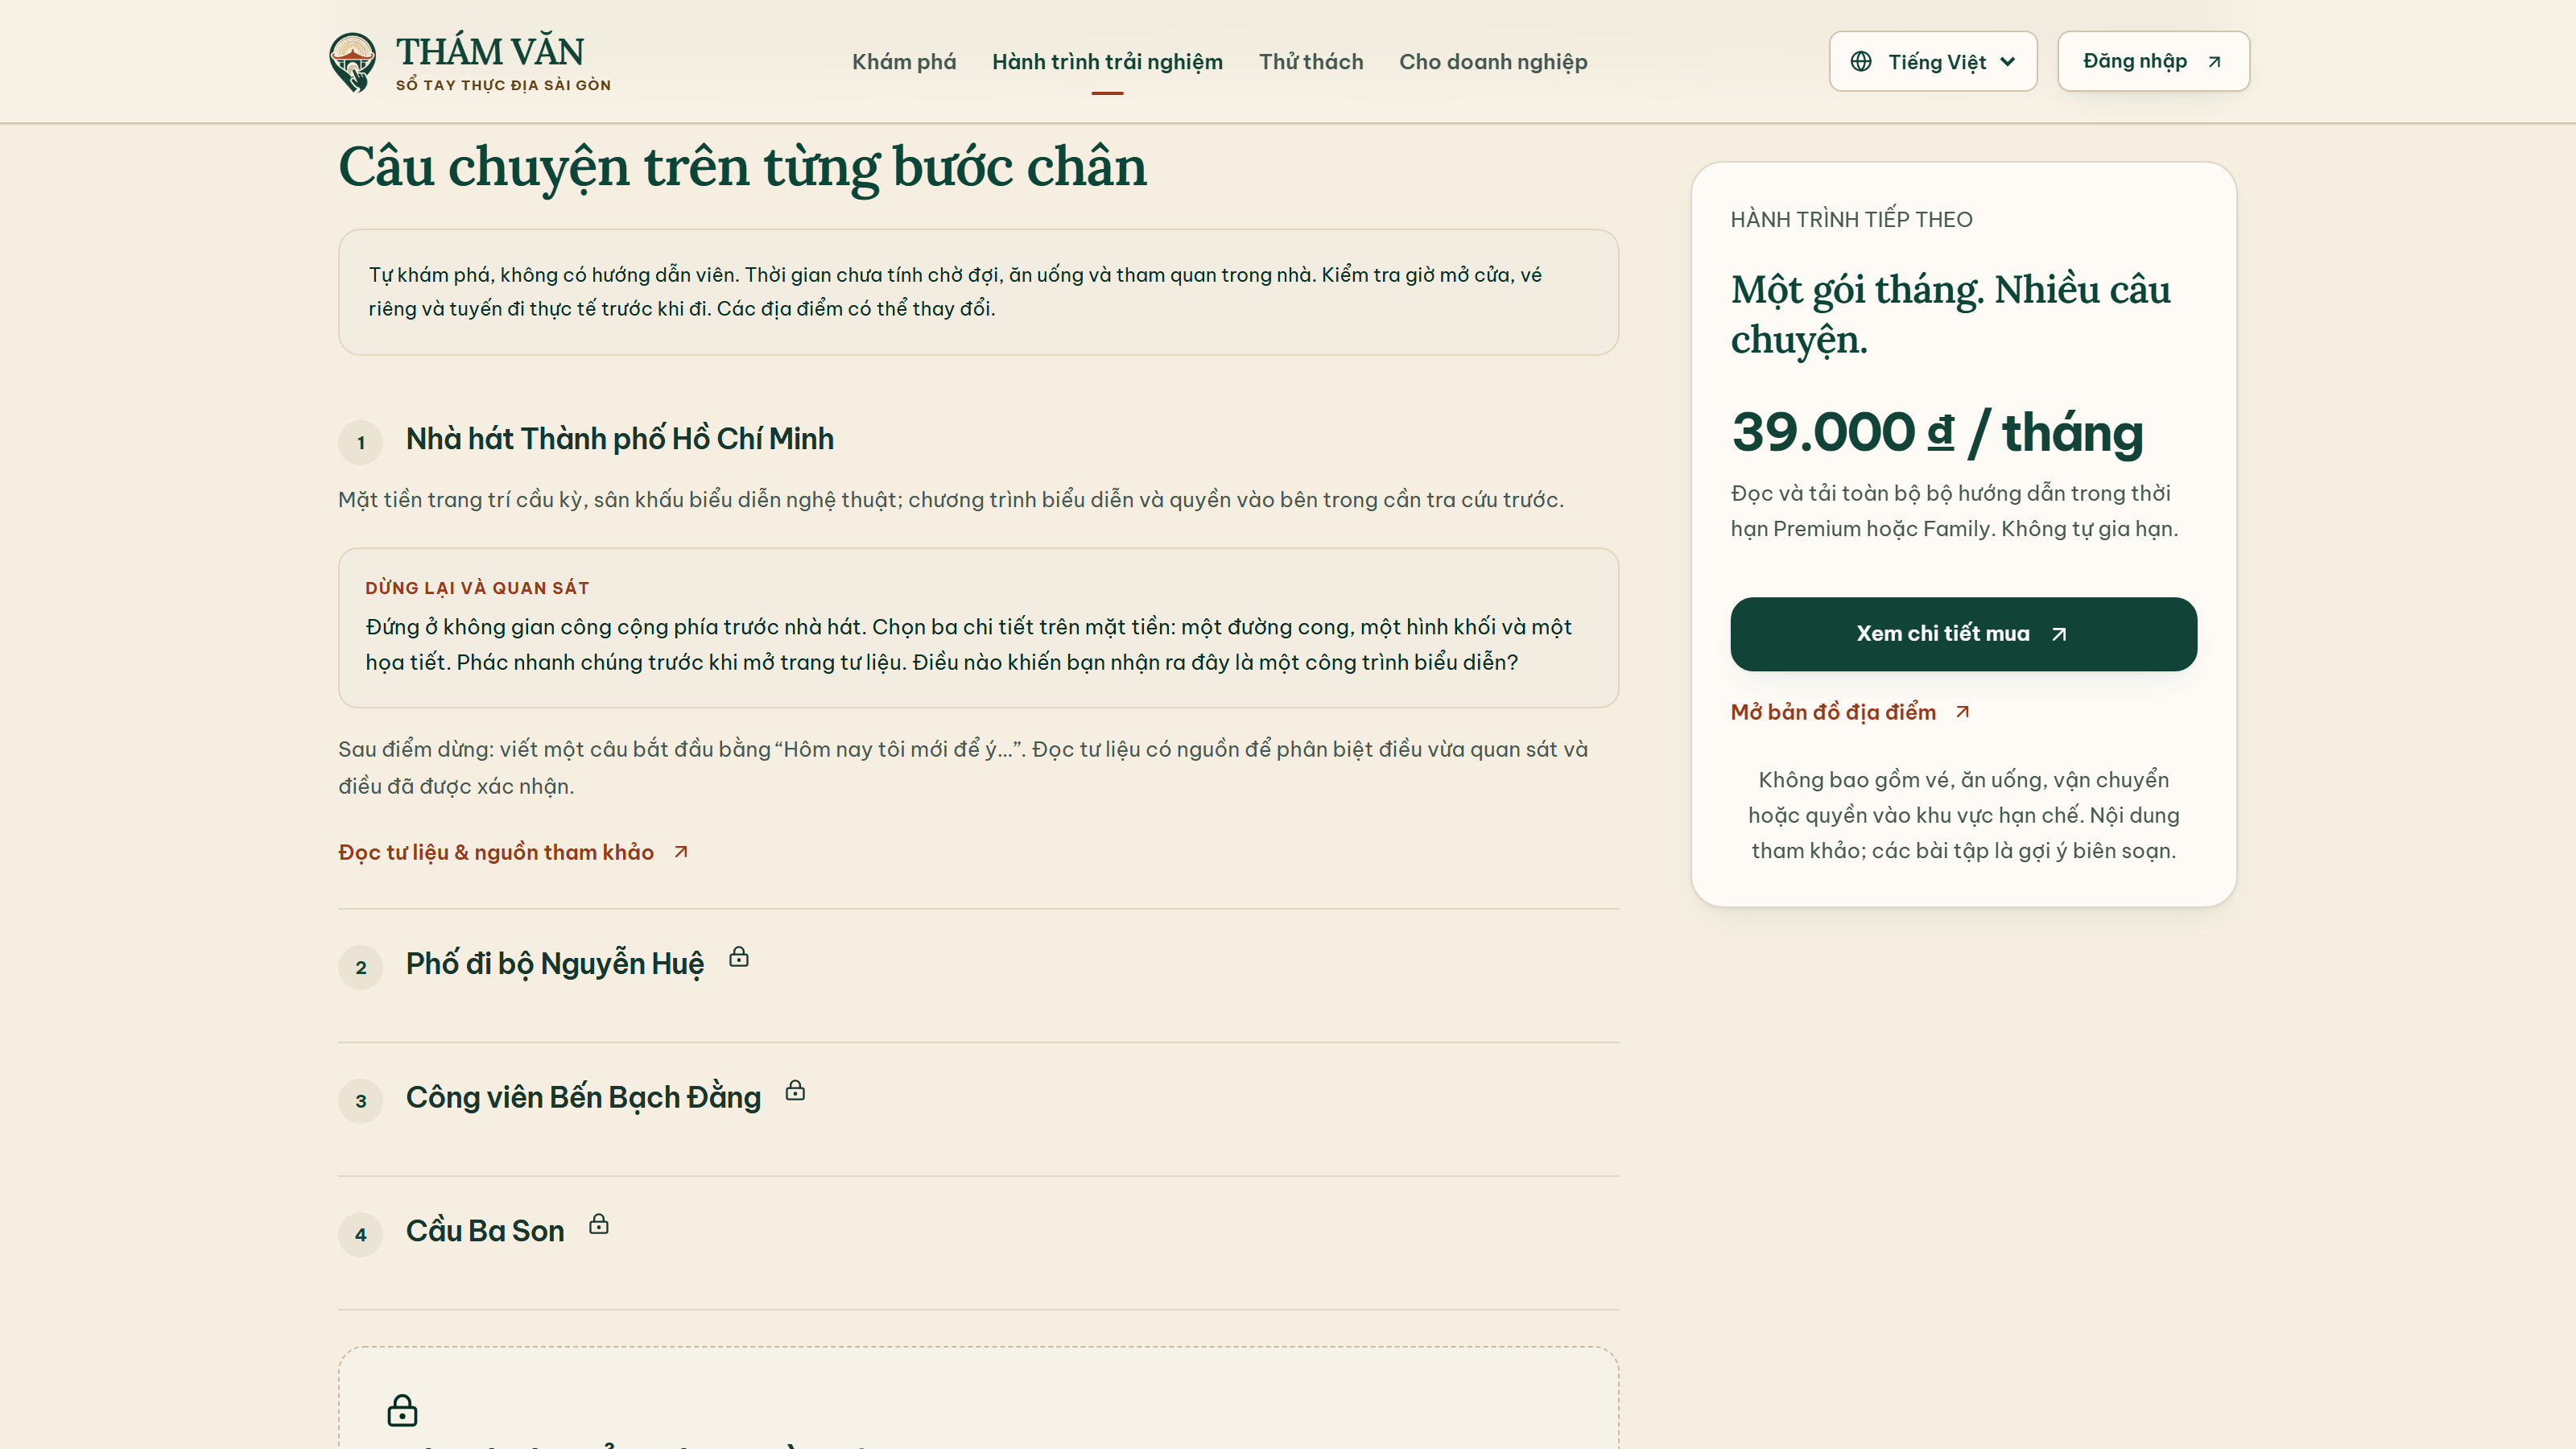 THÁM VĂN
SỔ TAY THỰC ĐỊA SÀI GÒN
Khám phá
Hành trình trải nghiệm
Thử thách
Cho doanh nghiệp
Tiếng Việt
Đăng nhập
Câu chuyện trên từng bước chân
Tự khám phá, không có hướng dẫn viên. Thời gian chưa tính chờ đợi, ăn uống và tham quan trong nhà. Kiểm tra giờ mở cửa, vé
riêng và tuyến đi thực tế trước khi đi. Các địa điểm có thể thay đổi.
1
Nhà hát Thành phố Hồ Chí Minh
Mặt tiền trang trí cầu kỳ, sân khấu biểu diễn nghệ thuật; chương trình biểu diễn và quyền vào bên trong cần tra cứu trước.
DỪNG LẠI VÀ QUAN SÁT
Đứng ở không gian công cộng phía trước nhà hát. Chọn ba chi tiết trên mặt tiền: một đường cong, một hình khối và một
họa tiết. Phác nhanh chúng trước khi mở trang tư liệu. Điều nào khiến bạn nhận ra đây là một công trình biểu diễn?
Sau điểm dừng: viết một câu bắt đầu bằng “Hôm nay tôi mới để ý…”. Đọc tư liệu có nguồn để phân biệt điều vừa quan sát và
điều đã được xác nhận.
Đọc tư liệu & nguồn tham khảo
2
Phố đi bộ Nguyễn Huệ
3
Công viên Bến Bạch Đằng
4
Cầu Ba Son
HÀNH TRÌNH TIẾP THEO
Một gói tháng. Nhiều câu
chuyện.
39.000 ₫ / tháng
Đọc và tải toàn bộ bộ hướng dẫn trong thời
hạn Premium hoặc Family. Không tự gia hạn.
Xem chi tiết mua
Mở bản đồ địa điểm
Không bao gồm vé, ăn uống, vận chuyển
hoặc quyền vào khu vực hạn chế. Nội dung
tham khảo; các bài tập là gợi ý biên soạn.